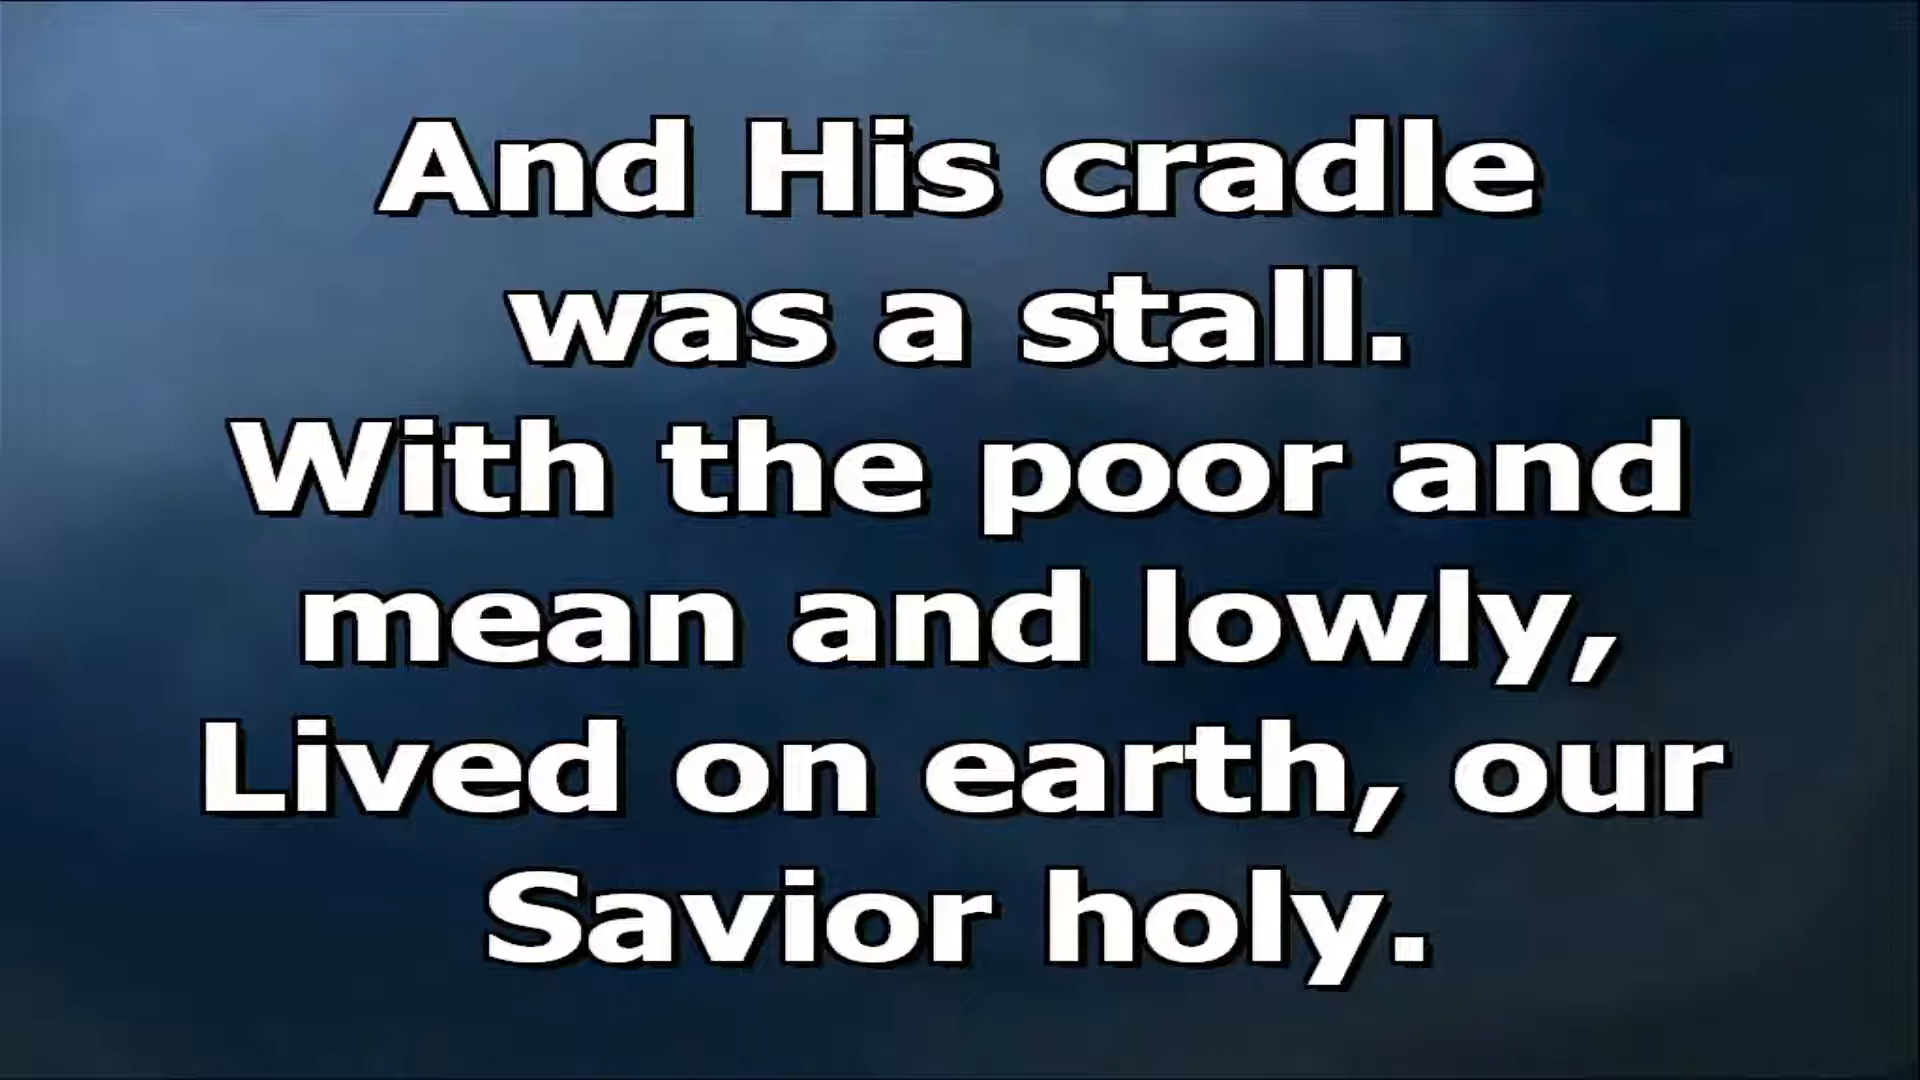 And His cradle
was a stall.
With the poor and
mean and lowly,
Lived on earth, our
Savior holy.